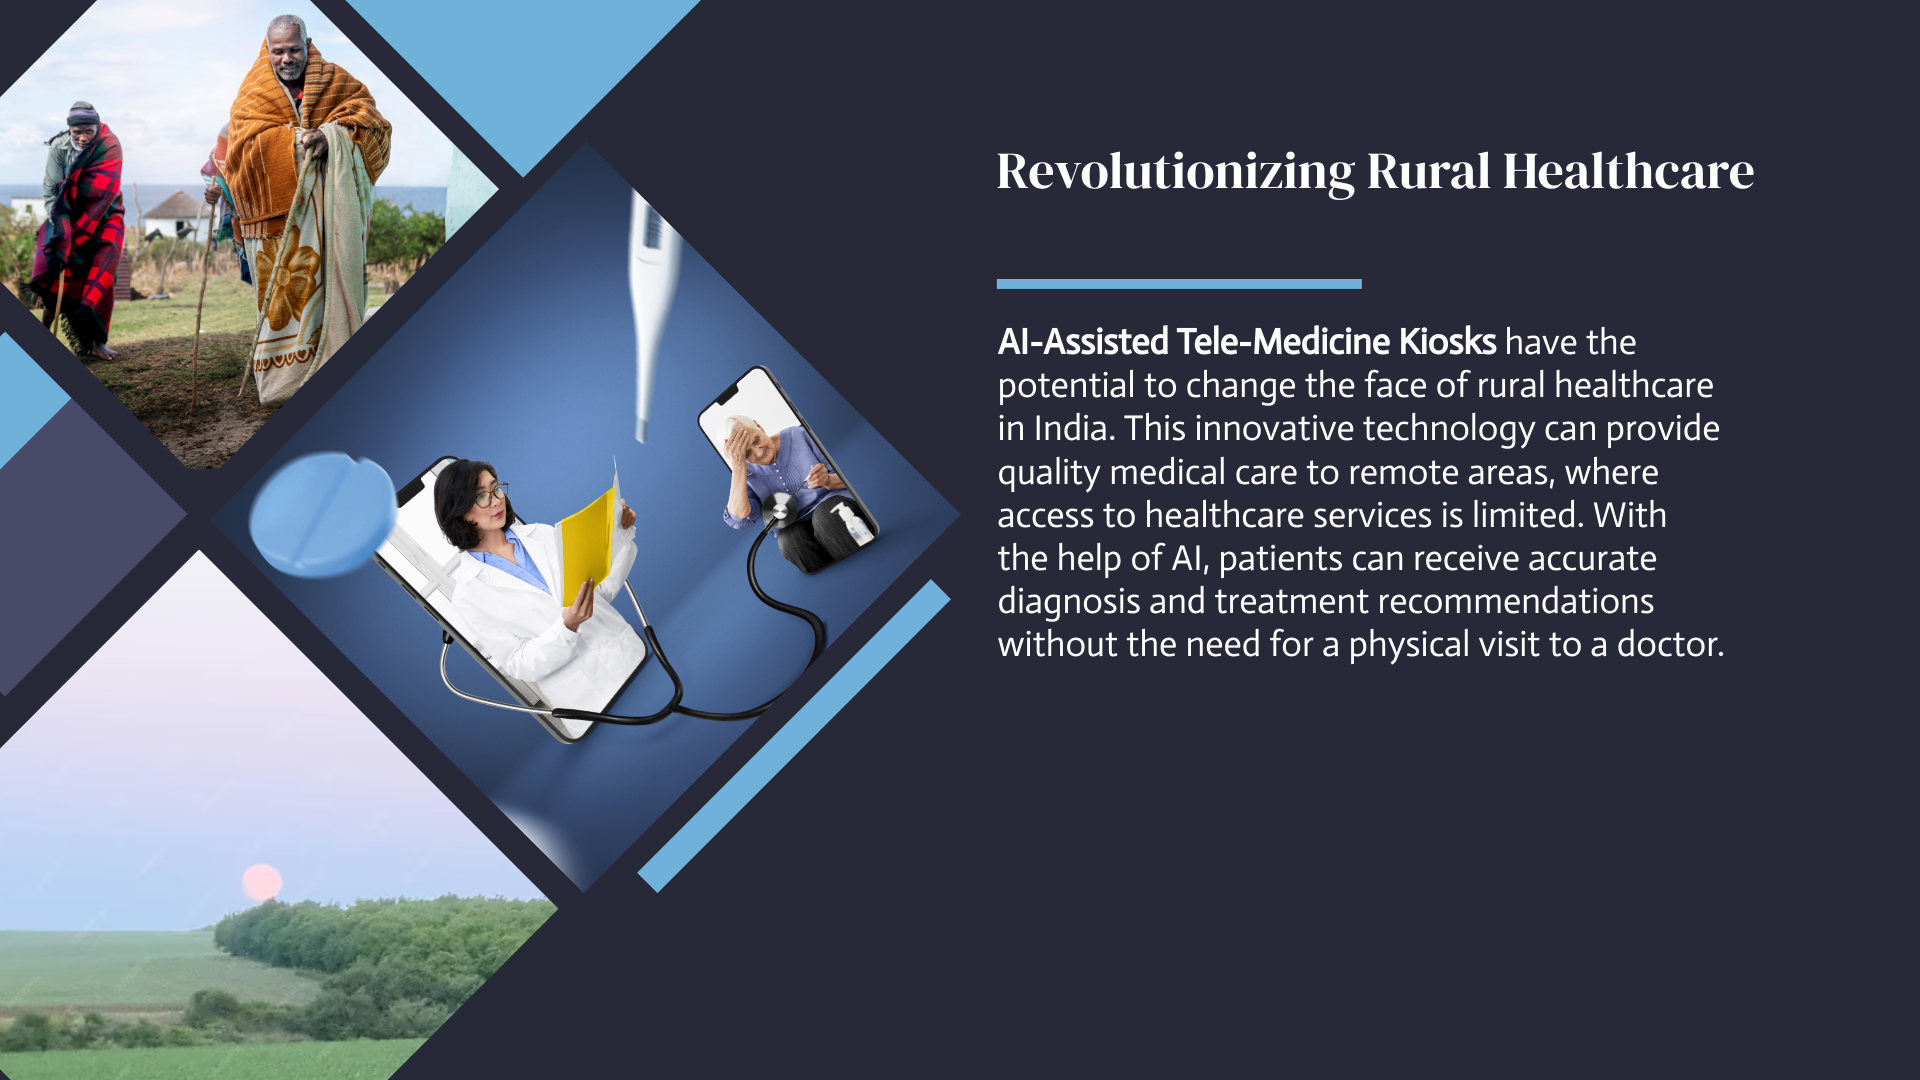 Revolutionizing Rural Healthcare
AI-Assisted Tele-Medicine Kiosks have the
potential to change the face of rural healthcare
in India. This innovative technology can provide
quality medical care to remote areas, where
access to healthcare services is limited. With
the help of AI, patients can receive accurate
diagnosis and treatment recommendations
without the need for a physical visit to a doctor.